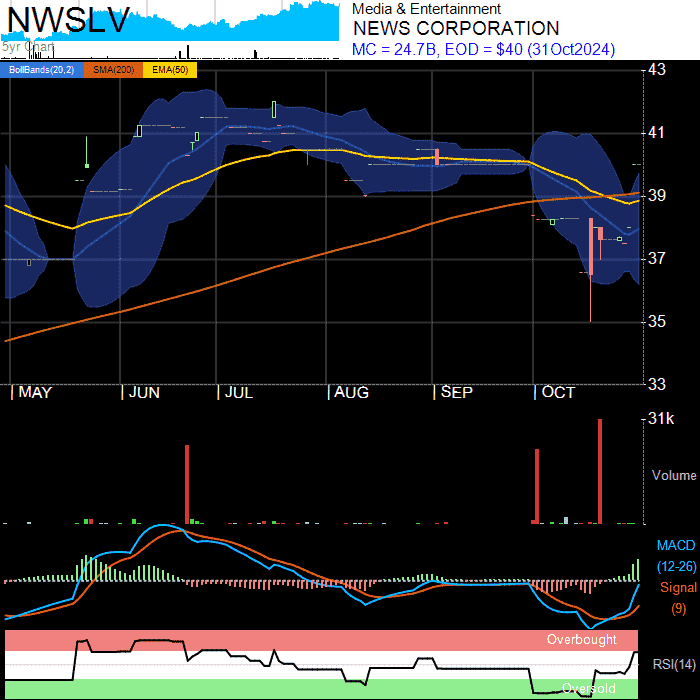 NWSLV
5yr Chart
Media & Entertainment
NEWS CORPORATION
MC = 24.7B, EOD = $40 (31Oct2024)
BollBands(20,2) SMA(200) EMA(50)
43
41
39
37
35
33
MAY JUN JUL AUG SEP OCT
31k
Volume
MACD
(12-26)
Signal
(9)
Overbought
RSI(14)
Oversold